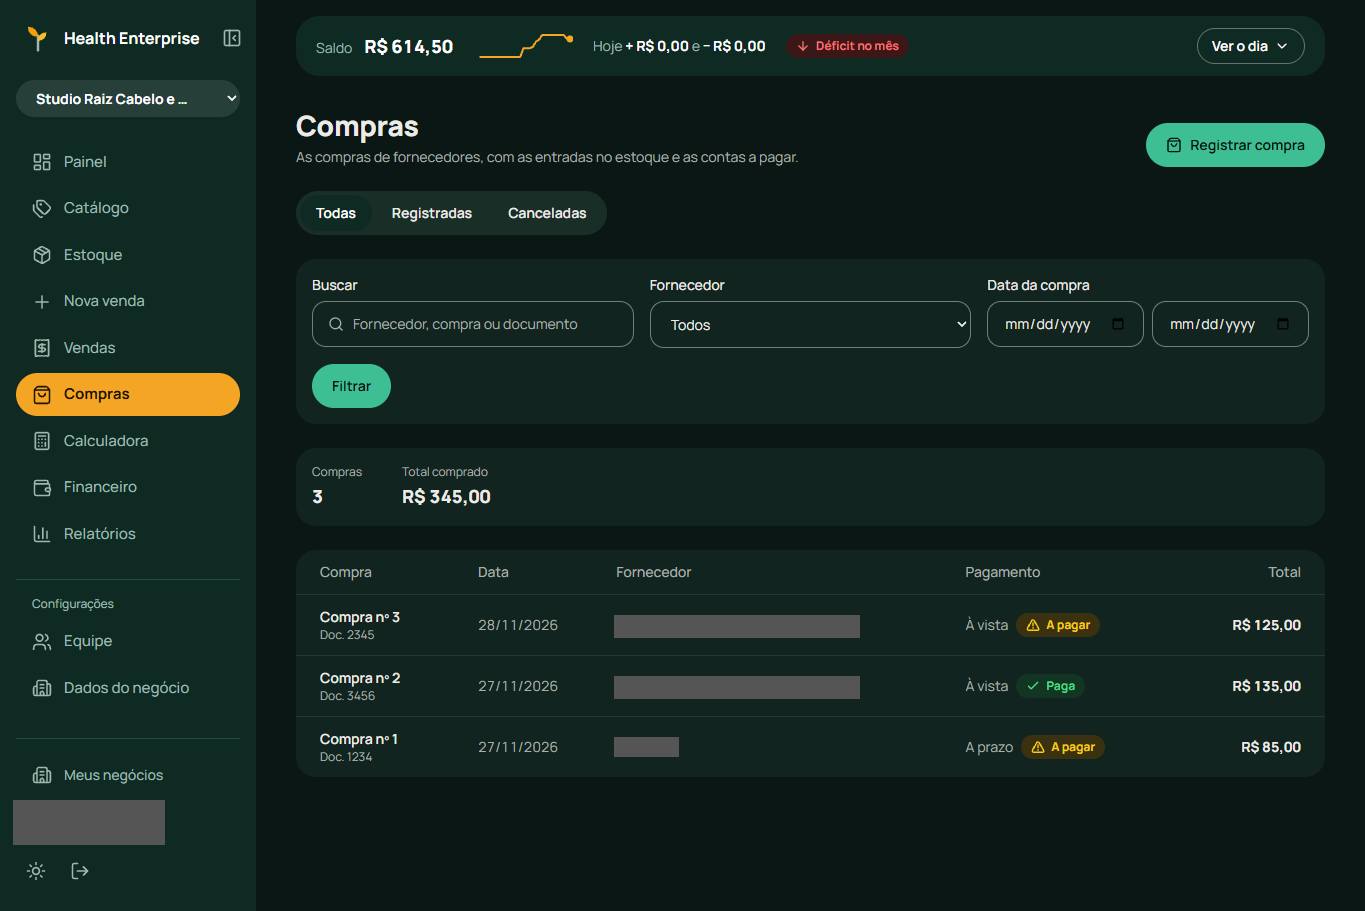 Health Enterprise
Studio Raiz Cabelo e ...
Painel
Catálogo
Estoque
Nova venda
Vendas
Compras
Calculadora
Financeiro
Relatórios
Configurações
Equipe
Dados do negócio
Meus negócios
Saldo R$ 614,50 Hoje + R$ 0,00 e − R$ 0,00 Déficit no mês Ver o dia
Compras
As compras de fornecedores, com as entradas no estoque e as contas a pagar.
Registrar compra
Todas Registradas Canceladas
Buscar Fornecedor Data da compra
Fornecedor, compra ou documento Todos mm/dd/yyyy mm/dd/yyyy
Filtrar
Compras Total comprado
3 R$ 345,00
Compra Data Fornecedor Pagamento Total
Compra nº 3 28/11/2026 À vista A pagar R$ 125,00
Doc. 2345
Compra nº 2 27/11/2026 À vista Paga R$ 135,00
Doc. 3456
Compra nº 1 27/11/2026 A prazo A pagar R$ 85,00
Doc. 1234